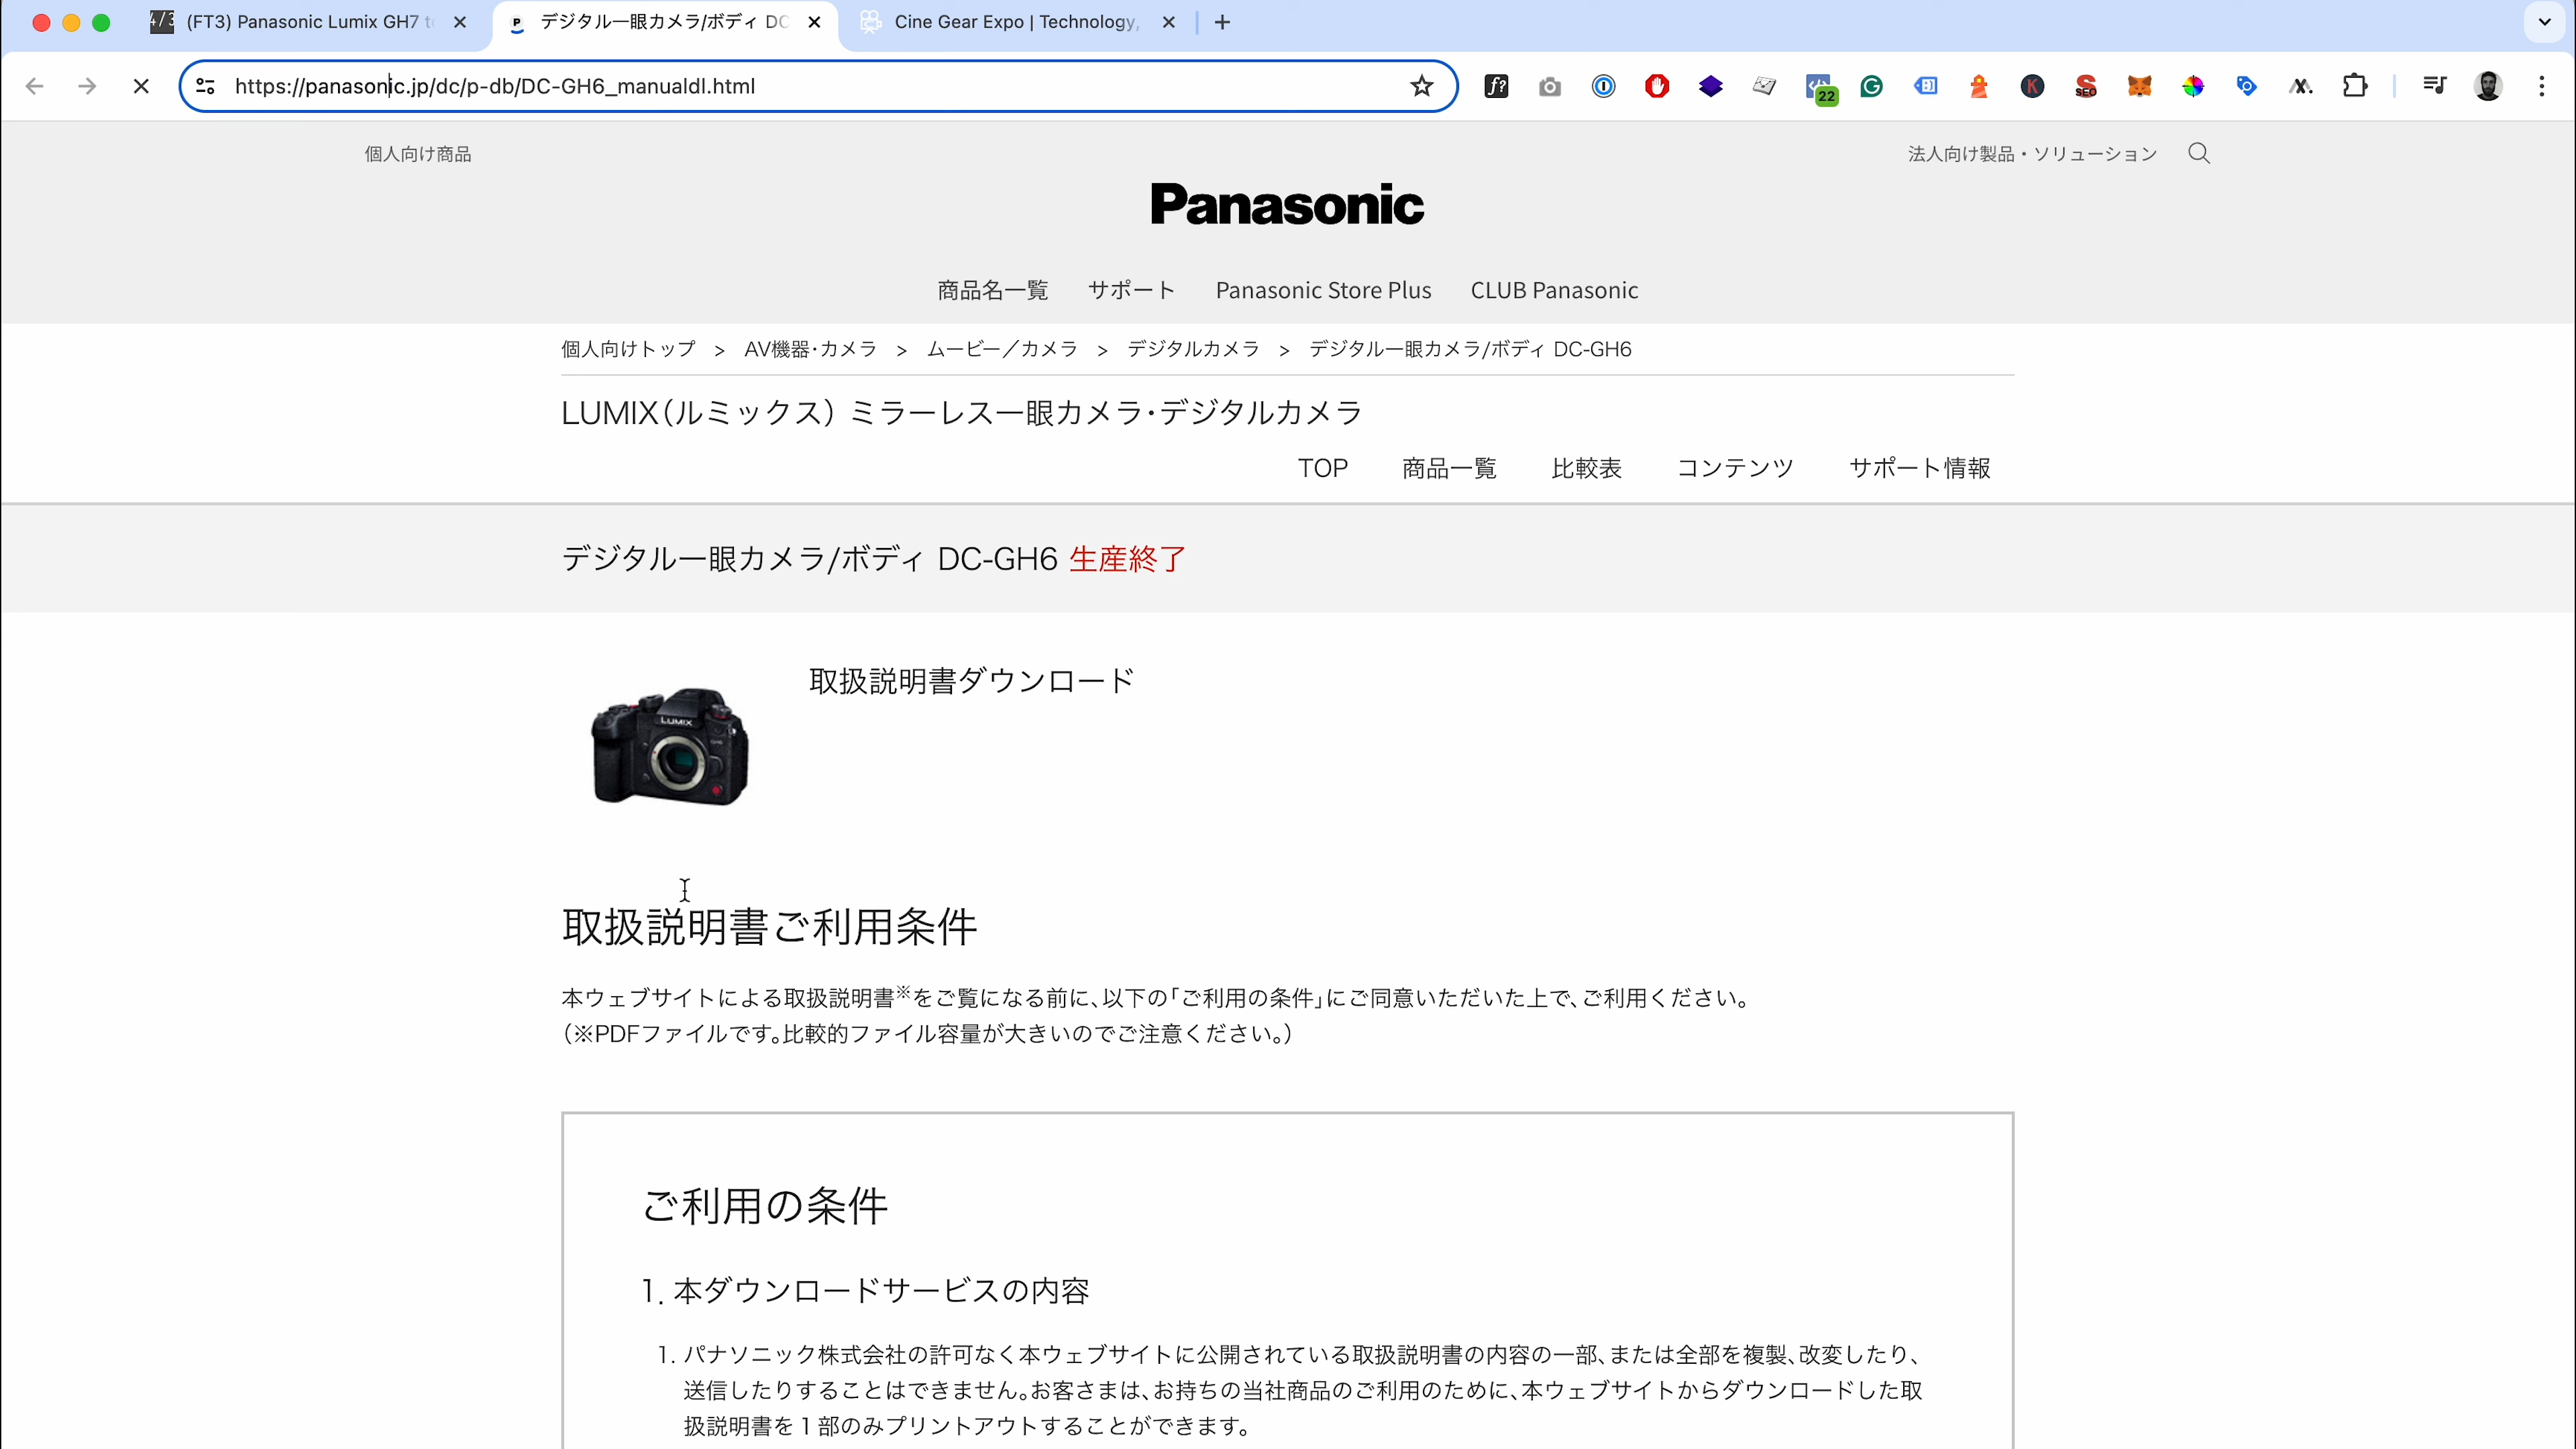 (FT3) Panasonic Lumix GH7 t
デジタル一眼カメラ/ボディ DC
Cine Gear Expo | Technology,
https://panasonic.jp/dc/p-db/DC-GH6_manualdl.html
22
個人向け商品
法人向け製品・ソリューション
Panasonic
商品名一覧 サポート Panasonic Store Plus CLUB Panasonic
個人向けトップ > AV機器・カメラ > ムービー/カメラ > デジタルカメラ > デジタル一眼カメラ/ボディ DC-GH6
LUMIX(ルミックス) ミラーレス一眼カメラ・デジタルカメラ
TOP 商品一覧 比較表 コンテンツ サポート情報
デジタル一眼カメラ/ボディ DC-GH6 生産終了
取扱説明書ダウンロード
LUMIX
取扱説明書ご利用条件
本ウェブサイトによる取扱説明書※をご覧になる前に、以下の「ご利用の条件」にご同意いただいた上で、ご利用ください。
(※PDFファイルです。比較的ファイル容量が大きいのでご注意ください。)
ご利用の条件
1. 本ダウンロードサービスの内容
1. パナソニック株式会社の許可なく本ウェブサイトに公開されている取扱説明書の内容の一部、または全部を複製、改変したり、
送信したりすることはできません。お客さまは、お持ちの当社商品のご利用のために、本ウェブサイトからダウンロードした取
扱説明書を1部のみプリントアウトすることができます。